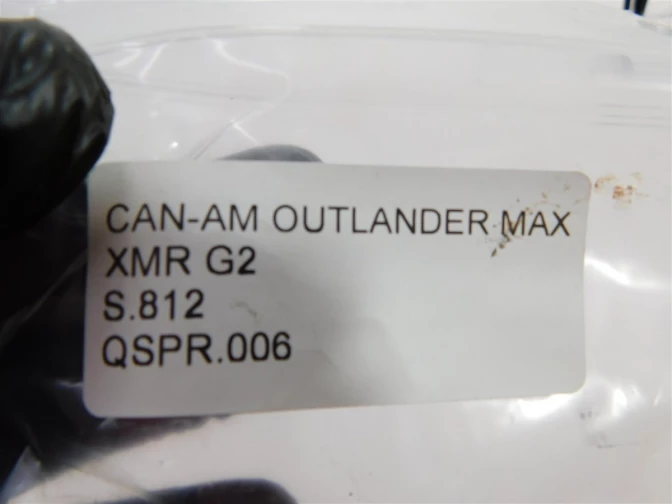 CAN-AM OUTLANDER MAX
XMR G2
S.812
QSPR.006